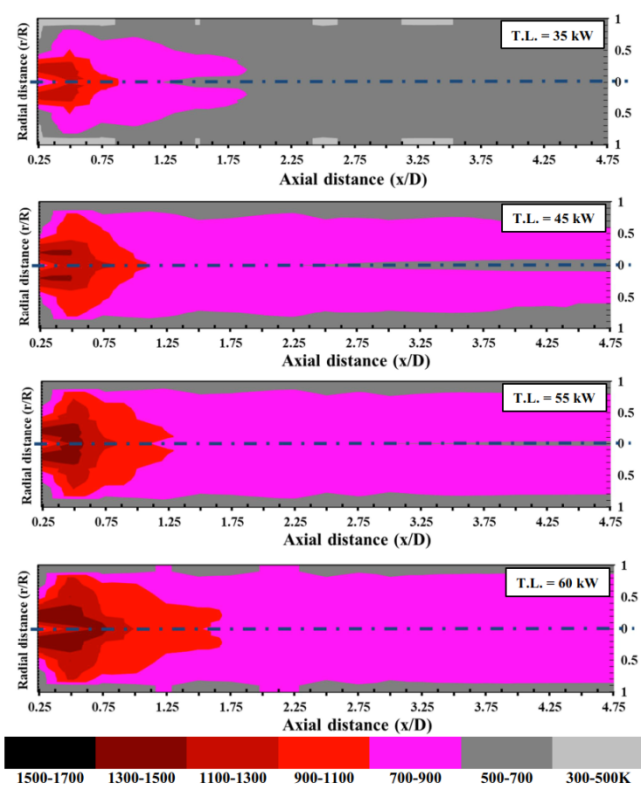 Radial distance (r/R)
T.L. = 35 kW
1
0.5
0
0.5
1
0.25 0.75 1.25 1.75 2.25 2.75 3.25 3.75 4.25 4.75
Axial distance (x/D)
Radial distance (r/R)
T.L. = 45 kW
1
0.5
0
0.5
1
0.25 0.75 1.25 1.75 2.25 2.75 3.25 3.75 4.25 4.75
Axial distance (x/D)
Radial distance (r/R)
T.L. = 55 kW
1
0.5
0
0.5
1
0.25 0.75 1.25 1.75 2.25 2.75 3.25 3.75 4.25 4.75
Axial distance (x/D)
Radial distance (r/R)
T.L. = 60 kW
1
0.5
0
0.5
1
0.25 0.75 1.25 1.75 2.25 2.75 3.25 3.75 4.25 4.75
Axial distance (x/D)
1500-1700 1300-1500 1100-1300 900-1100 700-900 500-700 300-500K